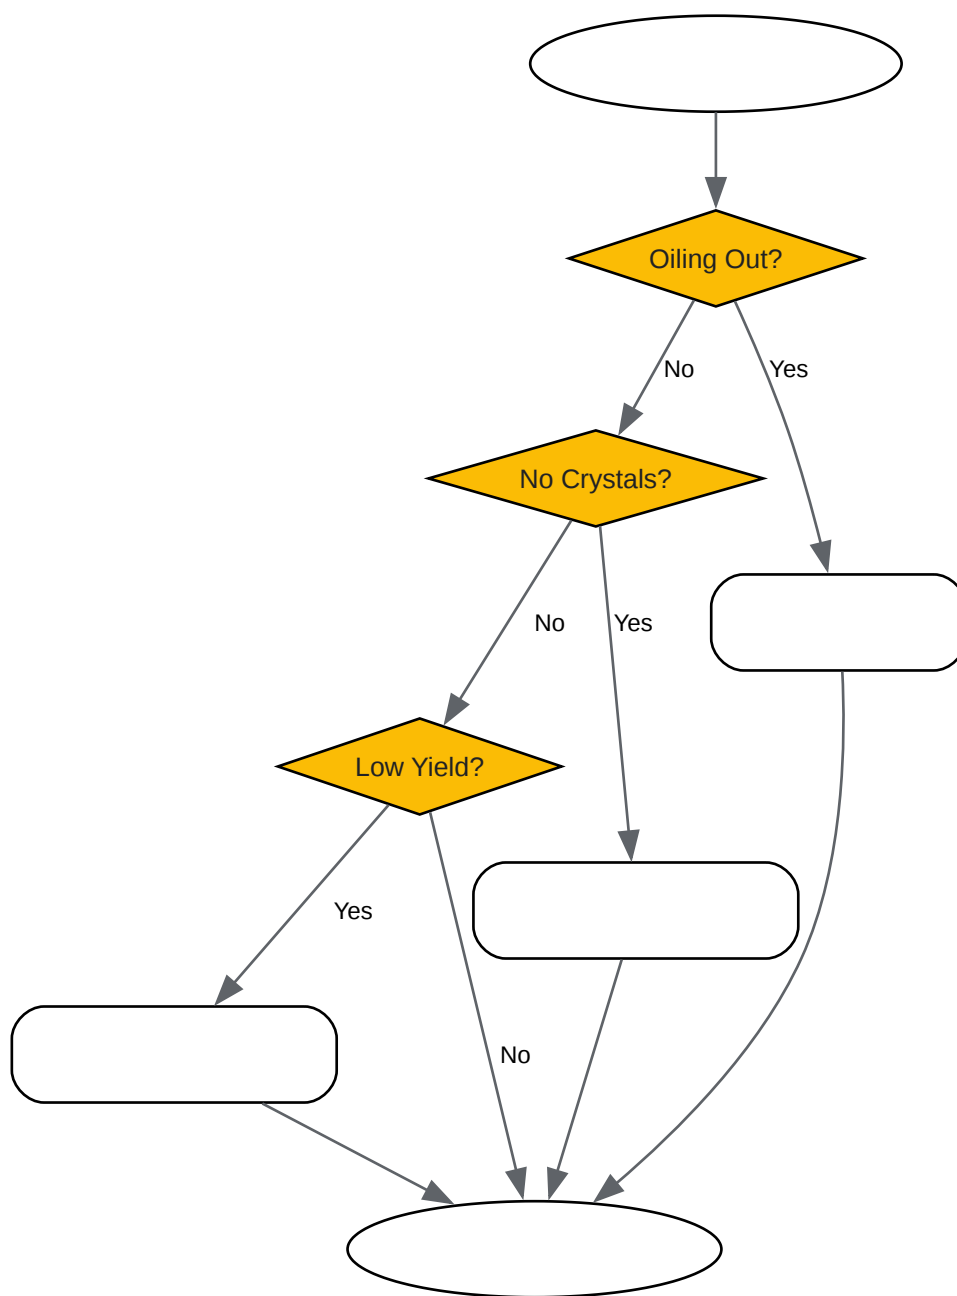 Oiling Out?
No
Yes
No Crystals?
No
Yes
Low Yield?
Yes
No